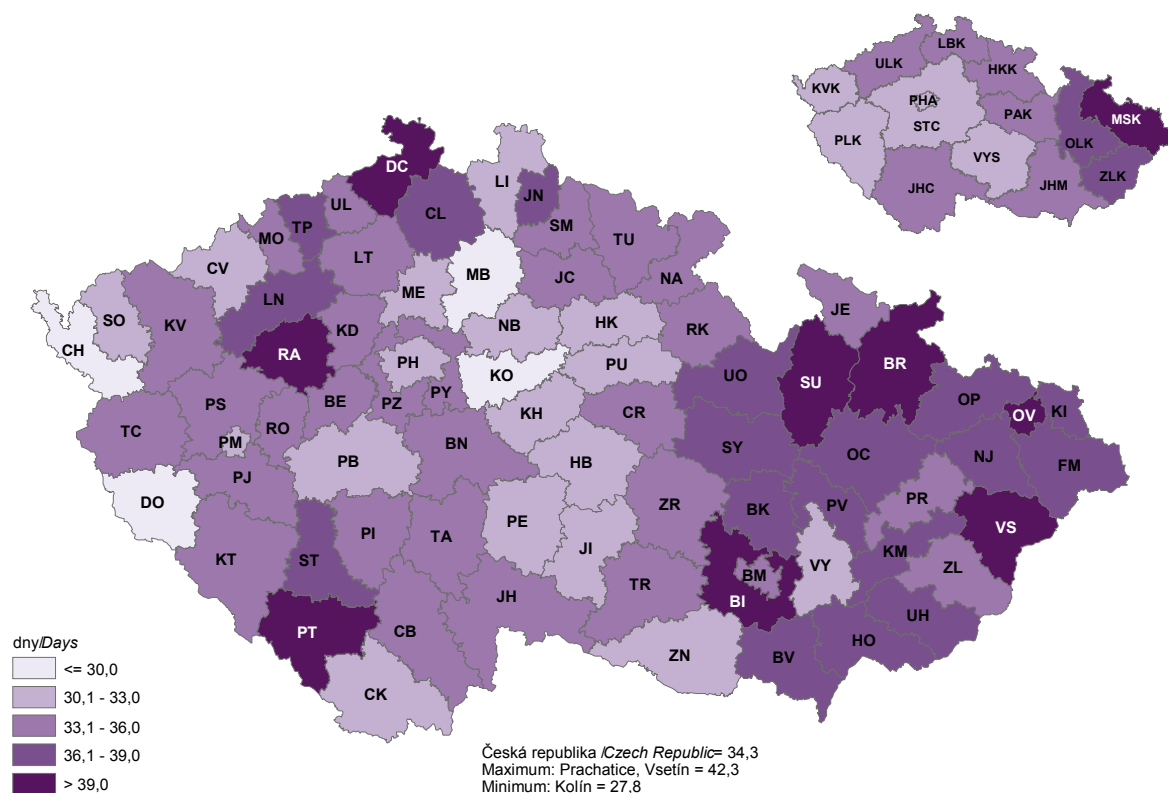 LBK
ULK
HKK
KVK
PHA
PAK
MSK
STC
OLK
PLK
VYS
ZLK
JHC
JHM
DC
LI
JN
UL
CL
TP
SM
MO
TU
LT
CV
MB
JC
NA
ME
LN
SO
KV
KD
NB
HK
RK
JE
CH
RA
PH
KO
PU
BR
UO
SU
PS
BE
PZ
PY
KH
CR
OP
OV
KI
TC
RO
PM
BN
SY
OC
NJ
FM
PB
HB
PJ
DO
ZR
BK
PV
PR
VS
PE
JI
KT
ST
PI
TA
KM
VY
ZL
BM
TR
BI
JH
UH
PT
CB
HO
ZN
BV
CK
dny/Days
<= 30,0
30,1 - 33,0
33,1 - 36,0
36,1 - 39,0
> 39,0
Česká republika /Czech Republic= 34,3
Maximum: Prachatice, Vsetín = 42,3
Minimum: Kolín = 27,8